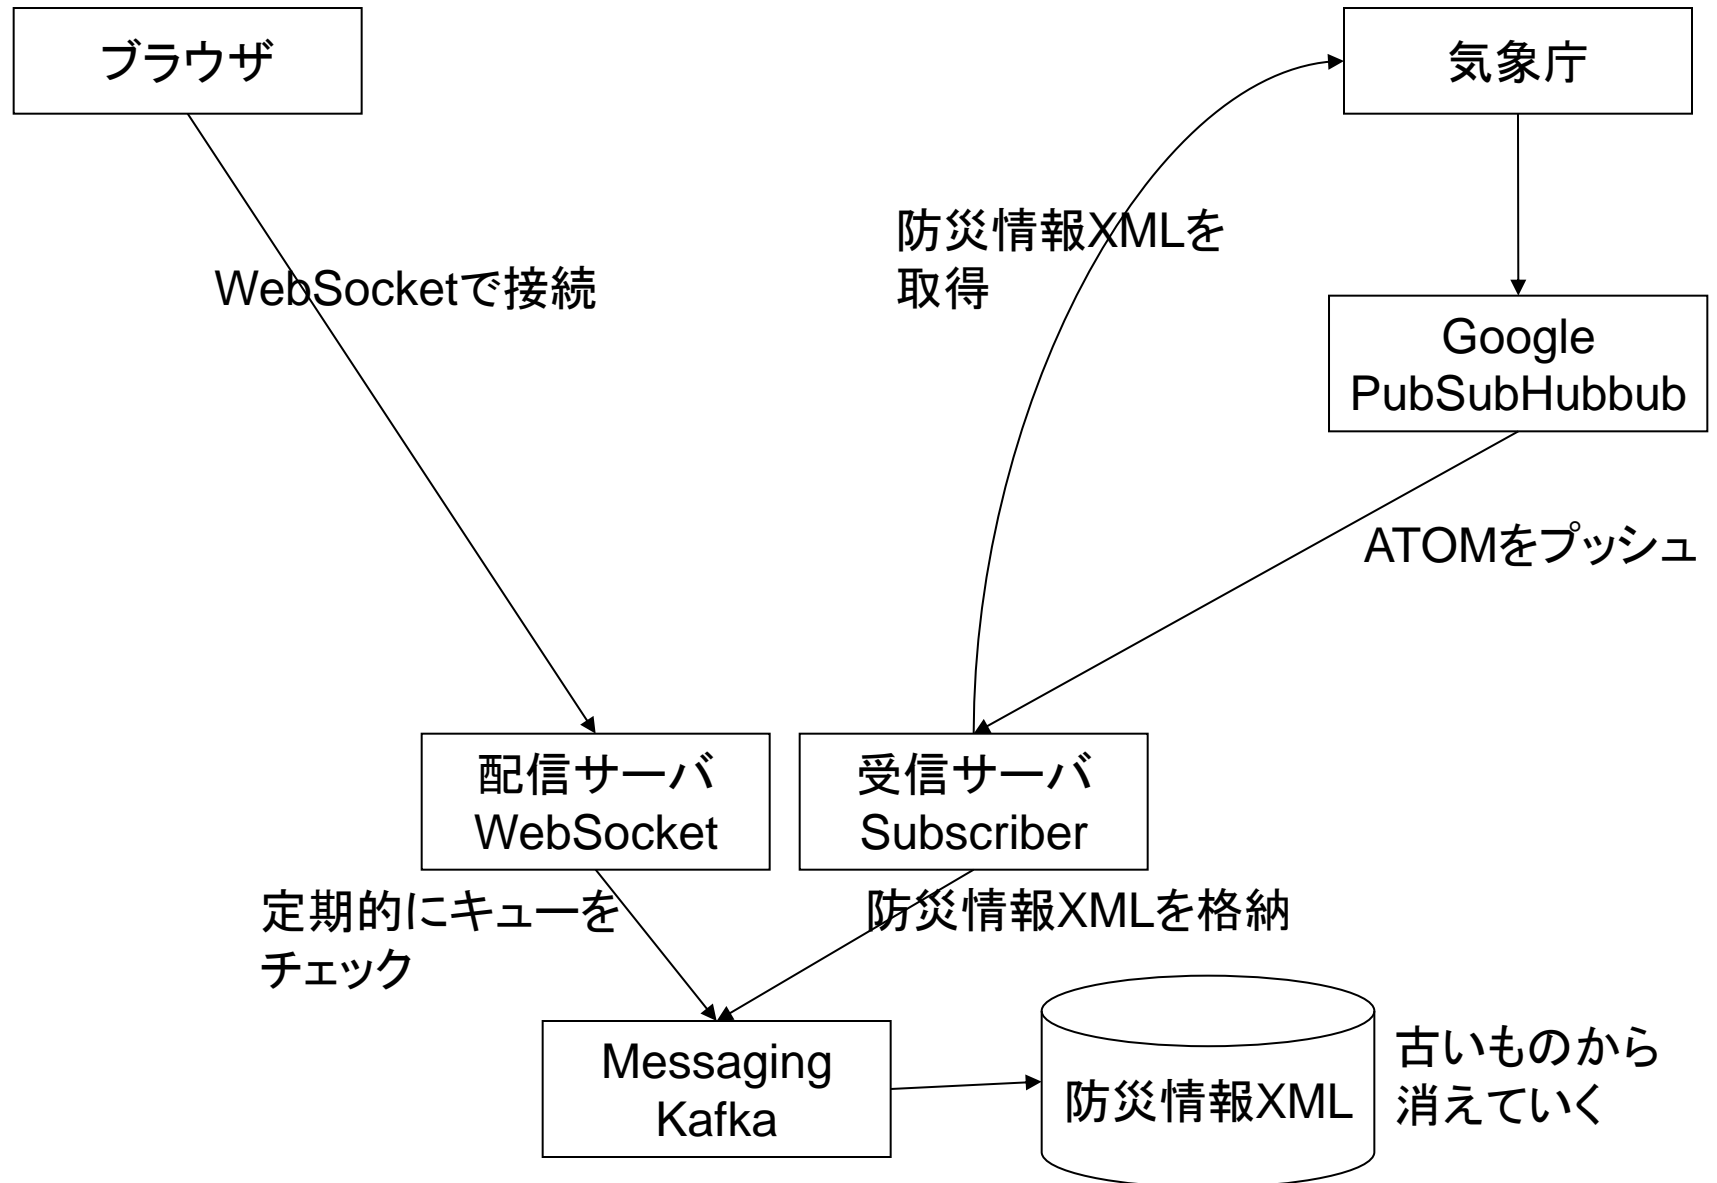 ブラウザ
気象庁
防災情報XMLを
取得
WebSocketで接続
Google
PubSubHubbub
ATOMをプッシュ
配信サーバ
WebSocket
受信サーバ
Subscriber
定期的にキューを
チェック
防災情報XMLを格納
Messaging
Kafka
防災情報XML
古いものから
消えていく